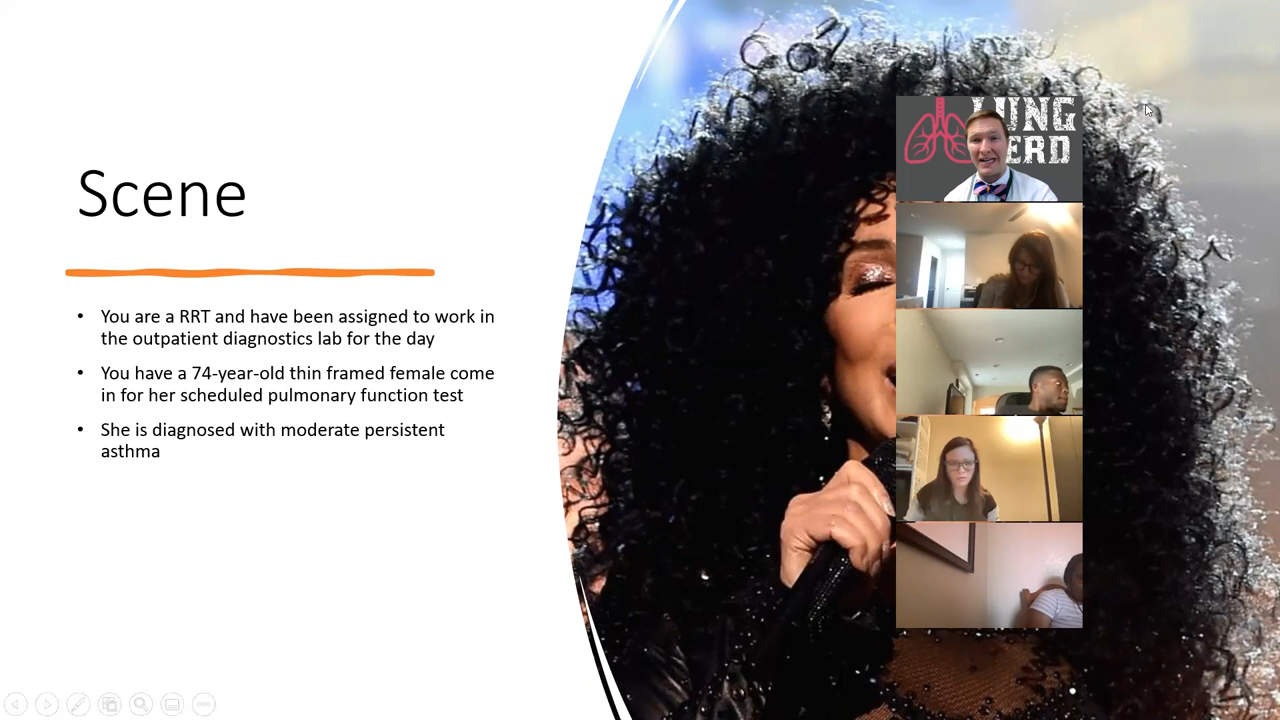 Scene
• You are a RRT and have been assigned to work in
the outpatient diagnostics lab for the day
• You have a 74-year-old thin framed female come
in for her scheduled pulmonary function test
• She is diagnosed with moderate persistent
asthma
LUNG
ERD